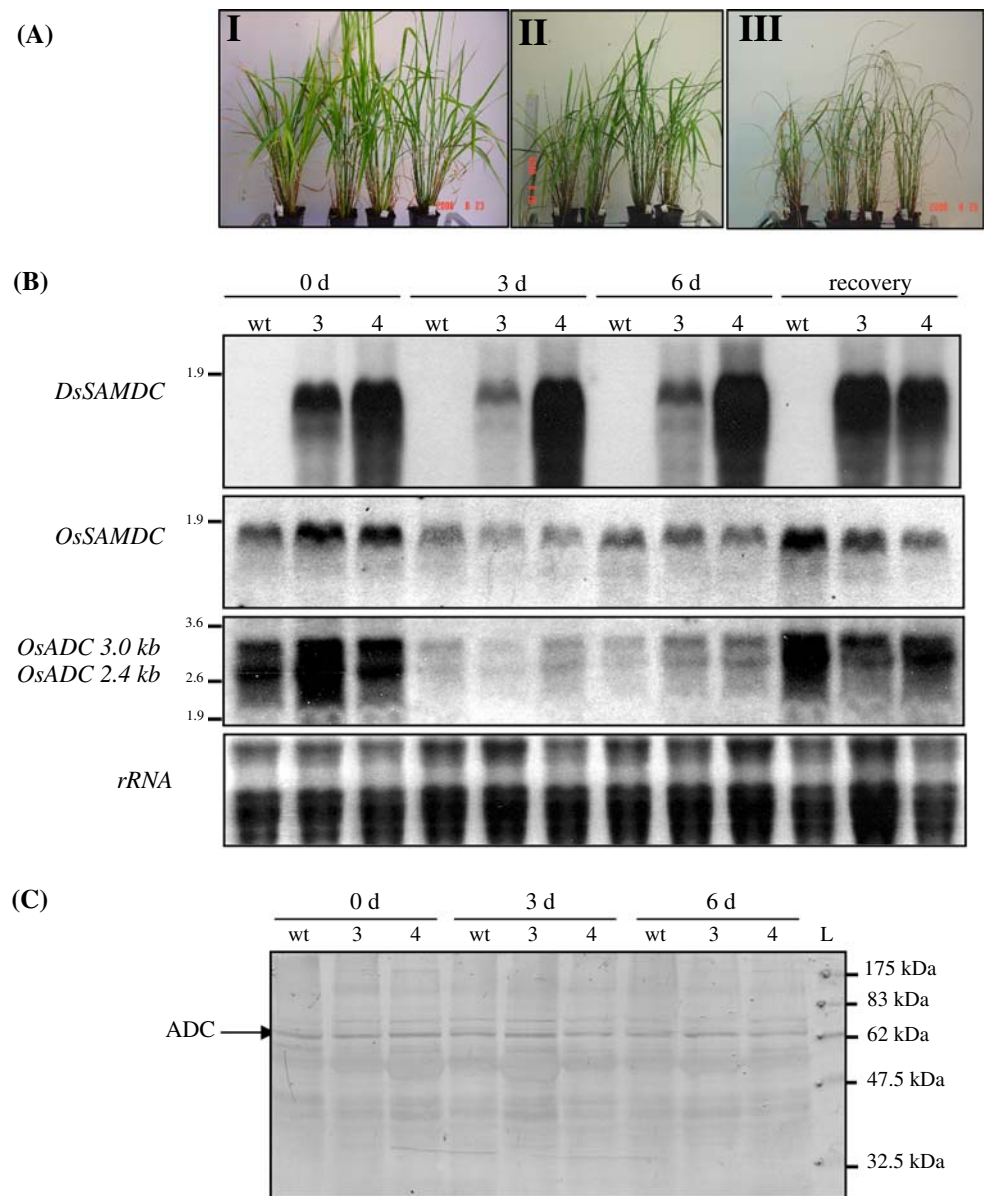 (A)
I II III
2006 8 23
(B)
0 d 3 d 6 d recovery
wt 3 4 wt 3 4 wt 3 4 wt 3 4
1.9
DsSAMDC
1.9
OsSAMDC
3.6
OsADC 3.0 kb
OsADC 2.4 kb
2.6
1.9
rRNA
(C)
0 d 3 d 6 d
wt 3 4 wt 3 4 wt 3 4 L
175 kDa
83 kDa
ADC
62 kDa
47.5 kDa
32.5 kDa